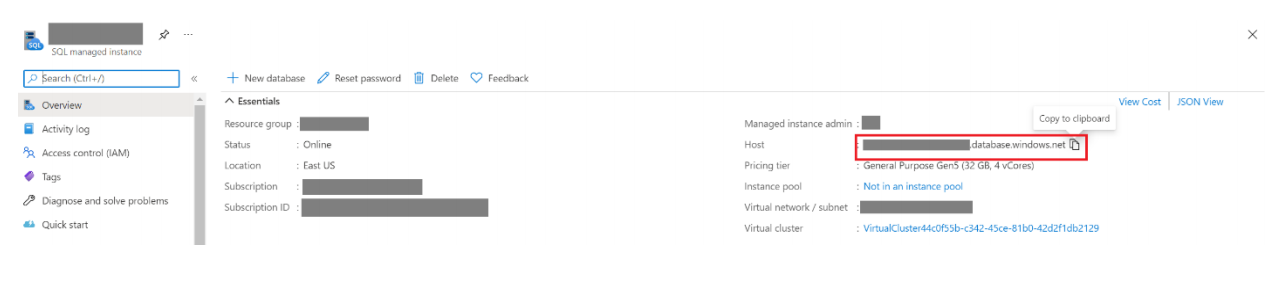 SQL
...
SQL managed instance
Search (Ctrl+/)
«
New database Reset password Delete Feedback
Overview
Activity log
Access control (IAM)
Tags
Diagnose and solve problems
Quick start
Essentials
View Cost JSON View
Resource group :
Status : Online
Location : East US
Subscription :
Subscription ID :
Copy to clipboard
Managed instance admin :
Host : .database.windows.net
Pricing tier : General Purpose Gen5 (32 GB, 4 vCores)
Instance pool : Not in an instance pool
Virtual network / subnet :
Virtual cluster : VirtualCluster44c0f55b-c342-45ce-81b0-42d2f1db2129